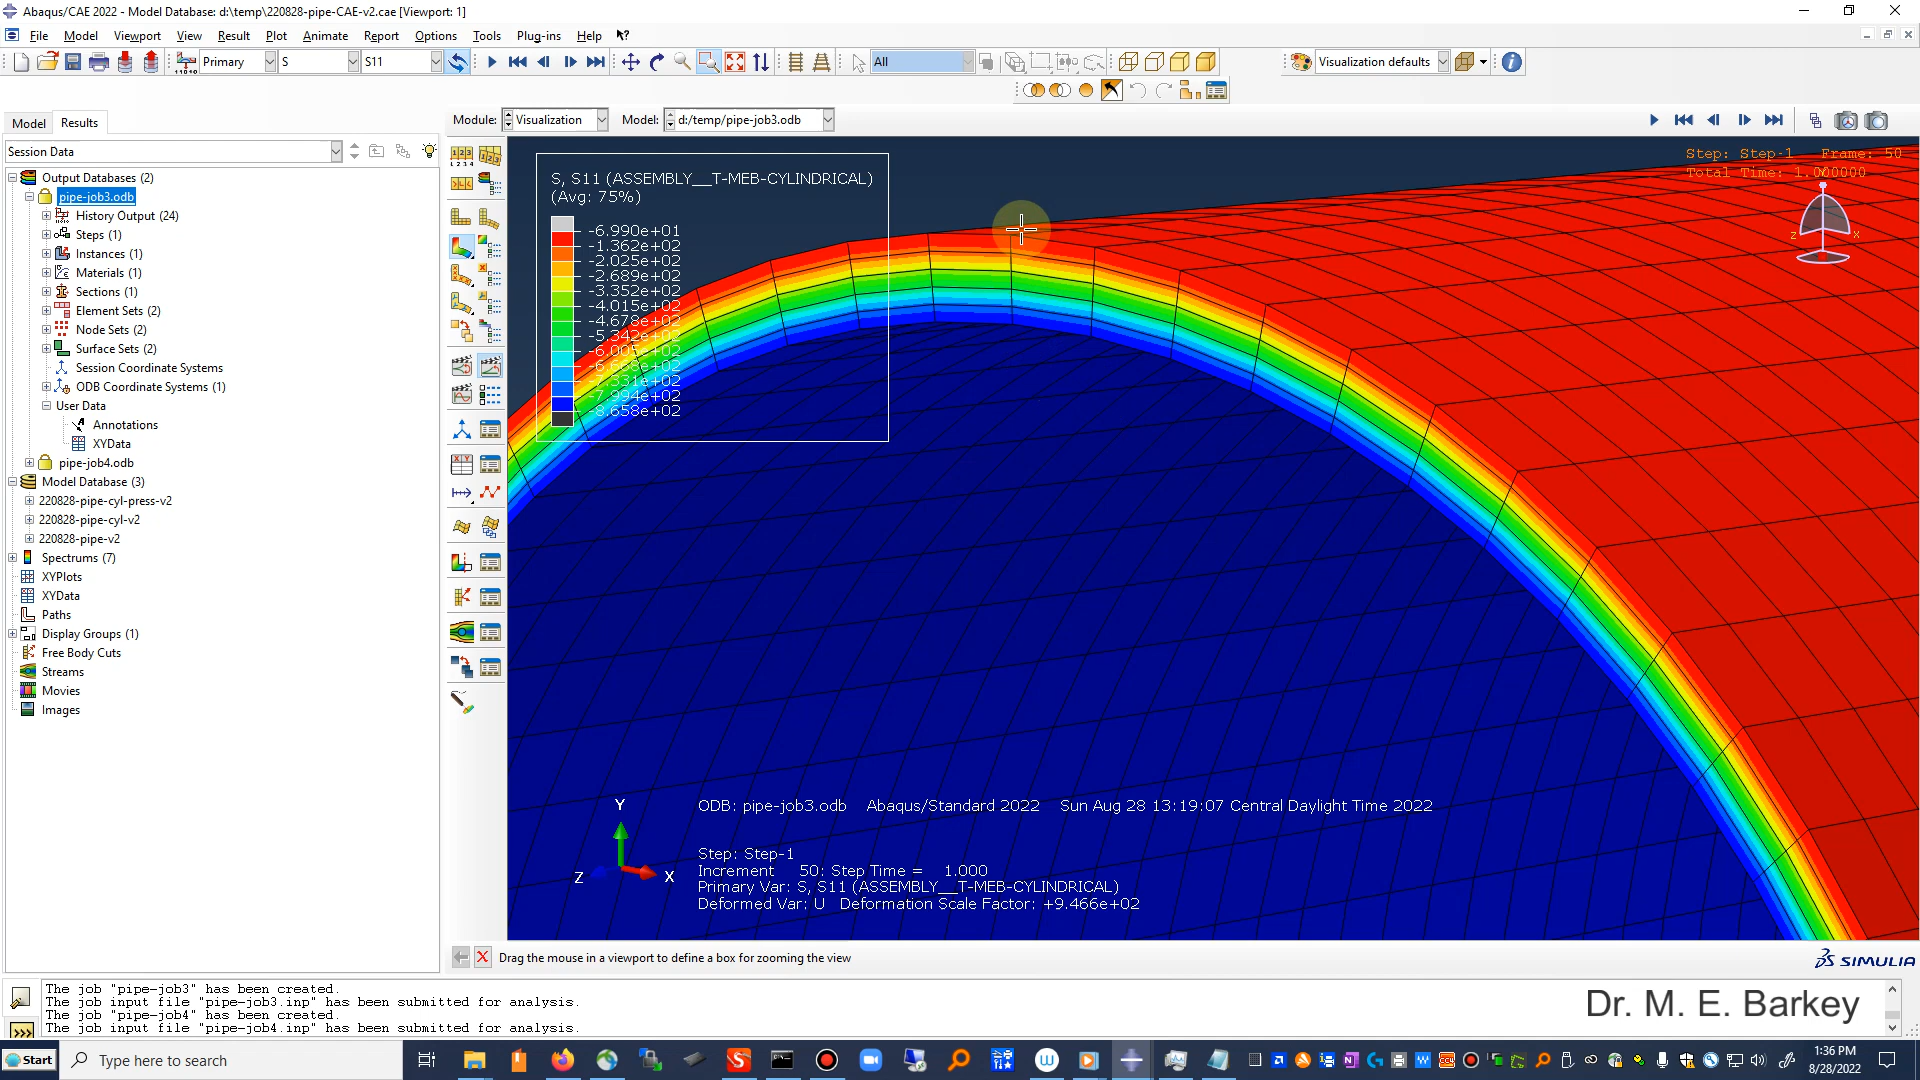 Abaqus/CAE 2022 - Model Database: d:\temp\220828-pipe-CAE-v2.cae [Viewport: 1]
File Model Viewport View Result Plot Animate Report Options Tools Plug-ins Help
Primary S S11 All Visualization defaults
Model Results
Module: Visualization Model: d:/temp/pipe-job3.odb
Session Data
Output Databases (2)
pipe-job3.odb
History Output (24)
Steps (1)
Instances (1)
Materials (1)
Sections (1)
Element Sets (2)
Node Sets (2)
Surface Sets (2)
Session Coordinate Systems
ODB Coordinate Systems (1)
User Data
Annotations
XYData
pipe-job4.odb
Model Database (3)
220828-pipe-cyl-press-v2
220828-pipe-cyl-v2
220828-pipe-v2
Spectrums (7)
XYPlots
XYData
Paths
Display Groups (1)
Free Body Cuts
Streams
Movies
Images
S, S11 (ASSEMBLY__T-MEB-CYLINDRICAL)
(Avg: 75%)
-6.990e+01
-1.362e+02
-2.025e+02
-2.689e+02
-3.352e+02
-4.015e+02
-4.678e+02
-5.342e+02
-6.005e+02
-6.668e+02
-7.331e+02
-7.994e+02
-8.658e+02
Step: Step-1 Frame: 50
Total Time: 1.000000
z x
Y
Z X
ODB: pipe-job3.odb Abaqus/Standard 2022 Sun Aug 28 13:19:07 Central Daylight Time 2022
Step: Step-1
Increment 50: Step Time = 1.000
Primary Var: S, S11 (ASSEMBLY__T-MEB-CYLINDRICAL)
Deformed Var: U Deformation Scale Factor: +9.466e+02
Drag the mouse in a viewport to define a box for zooming the view
SIMULIA
The job "pipe-job3" has been created.
The job input file "pipe-job3.inp" has been submitted for analysis.
The job "pipe-job4" has been created.
The job input file "pipe-job4.inp" has been submitted for analysis.
Dr. M. E. Barkey
Start Type here to search
1:36 PM
8/28/2022